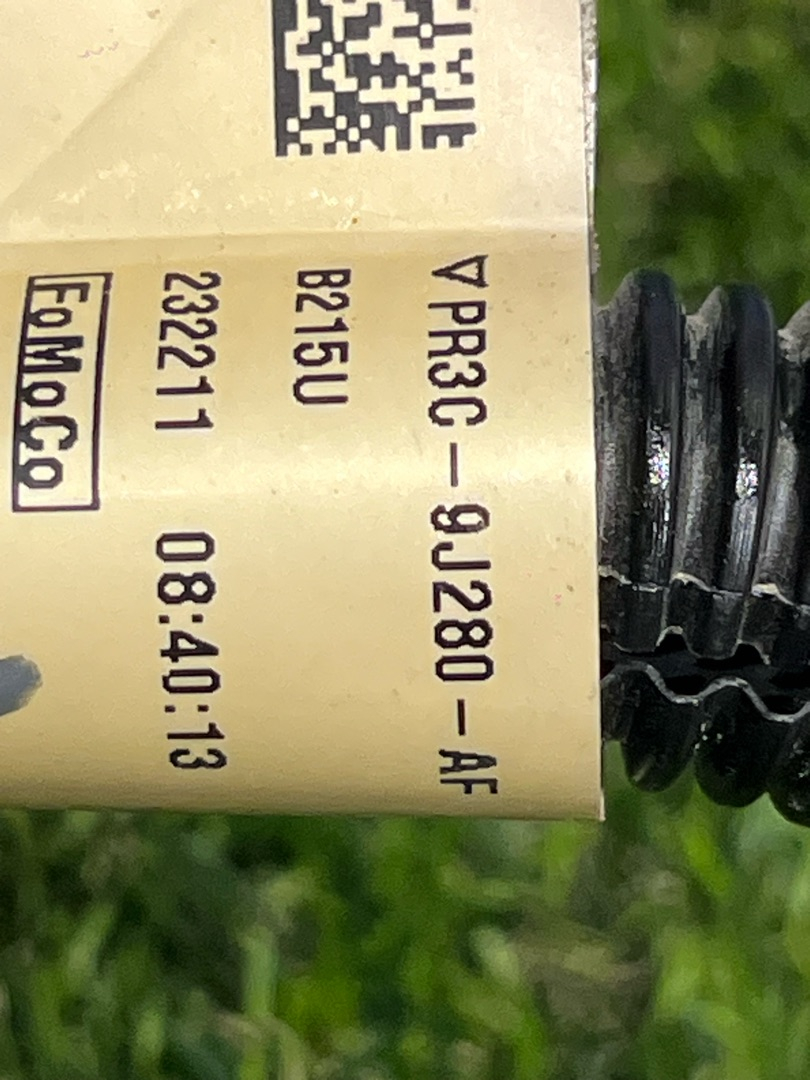 ▽PR3C-9J280-AF
B215U
232211 08:40:13
FoMoCo